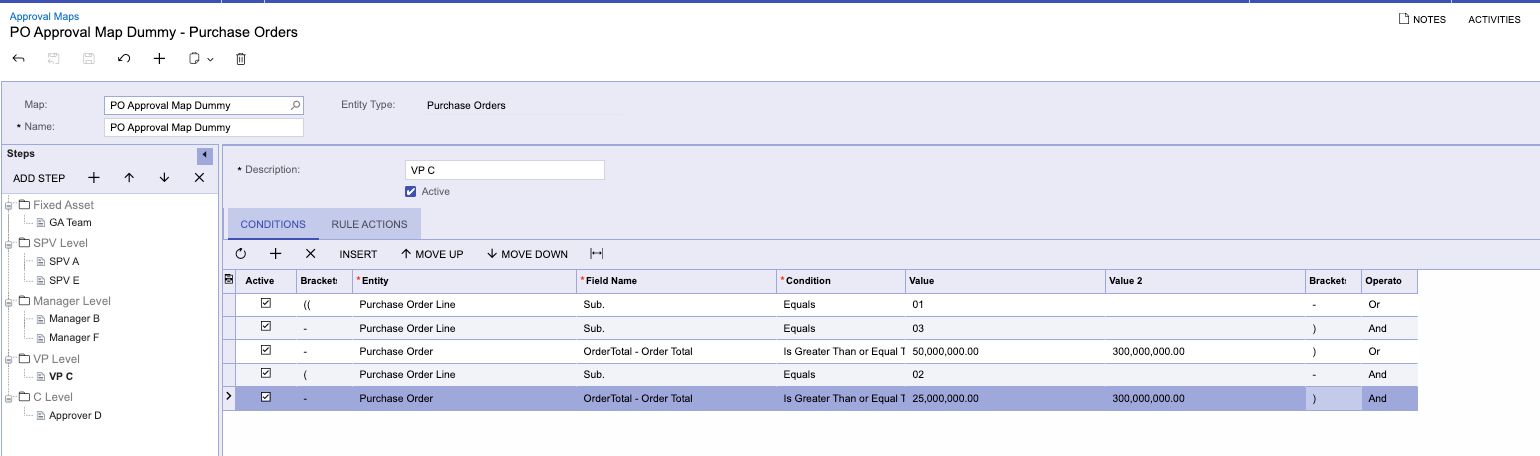 Approval Maps
PO Approval Map Dummy - Purchase Orders
NOTES ACTIVITIES
Map: PO Approval Map Dummy Entity Type: Purchase Orders
* Name: PO Approval Map Dummy
Steps
ADD STEP
Fixed Asset
GA Team
SPV Level
SPV A
SPV E
Manager Level
Manager B
Manager F
VP Level
VP C
C Level
Approver D
* Description: VP C
Active
CONDITIONS RULE ACTIONS
INSERT MOVE UP MOVE DOWN
Active Brackets *Entity *Field Name *Condition Value Value 2 Brackets Operato
(( Purchase Order Line Sub. Equals 01 - Or
- Purchase Order Line Sub. Equals 03 ) And
- Purchase Order OrderTotal - Order Total Is Greater Than or Equal T 50,000,000.00 300,000,000.00 ) Or
( Purchase Order Line Sub. Equals 02 - And
- Purchase Order OrderTotal - Order Total Is Greater Than or Equal T 25,000,000.00 300,000,000.00 ) And